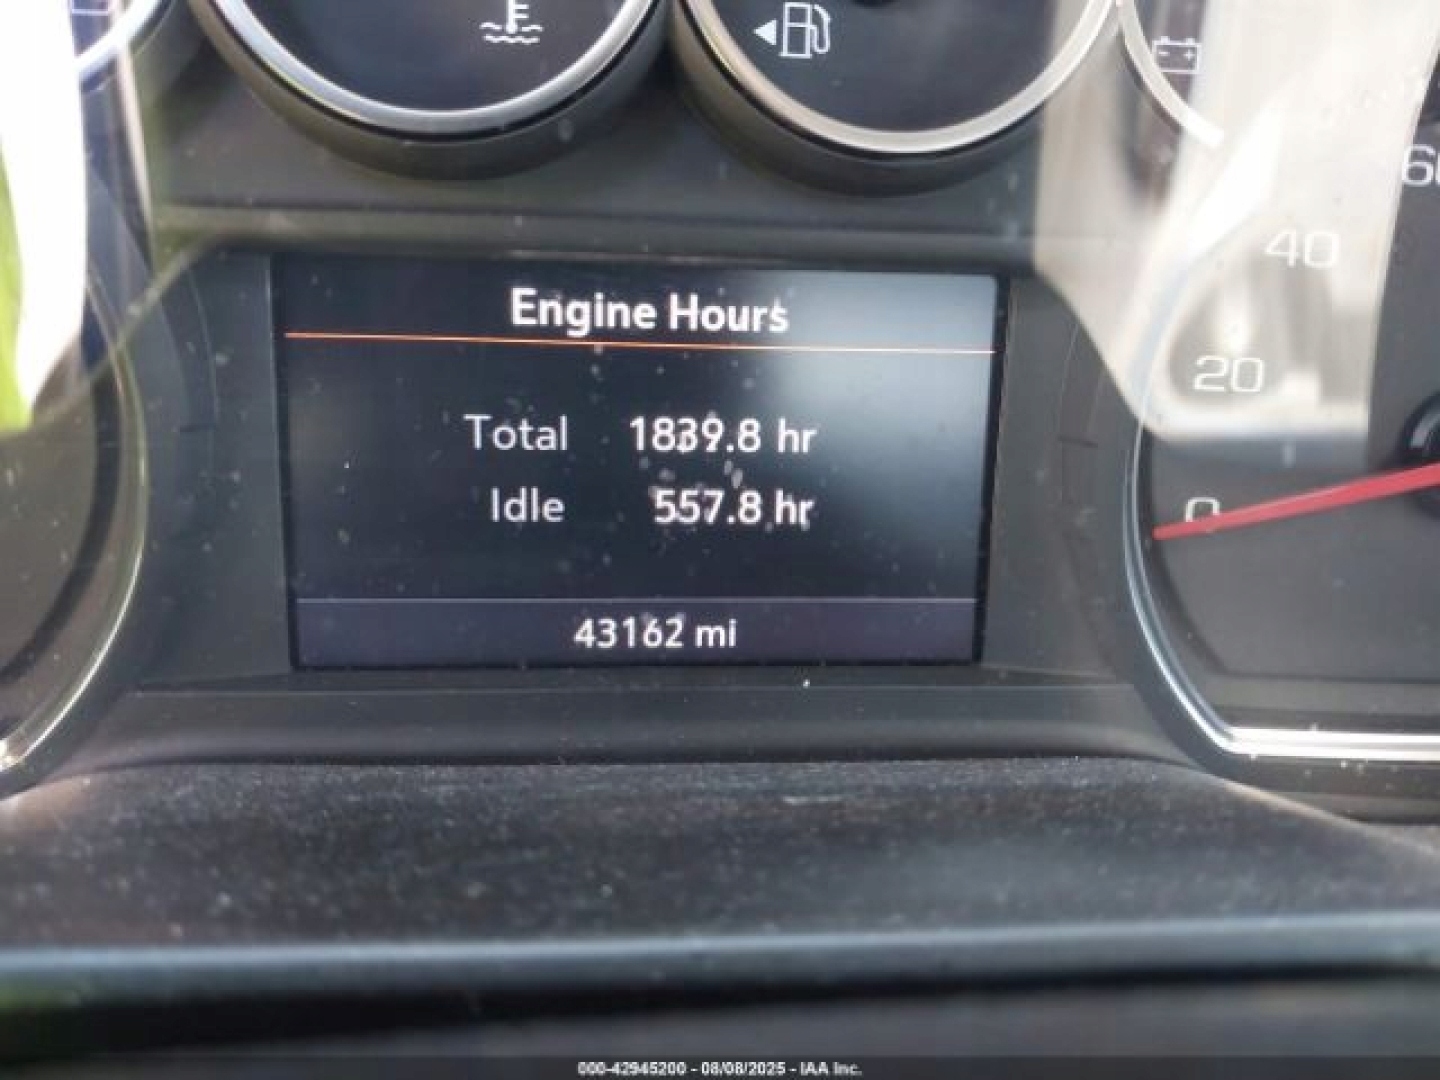 60
40
20
0
Engine Hours
Total 1839.8 hr
Idle 557.8 hr
43162 mi
000-42945200 - 08/08/2025 - IAA Inc.